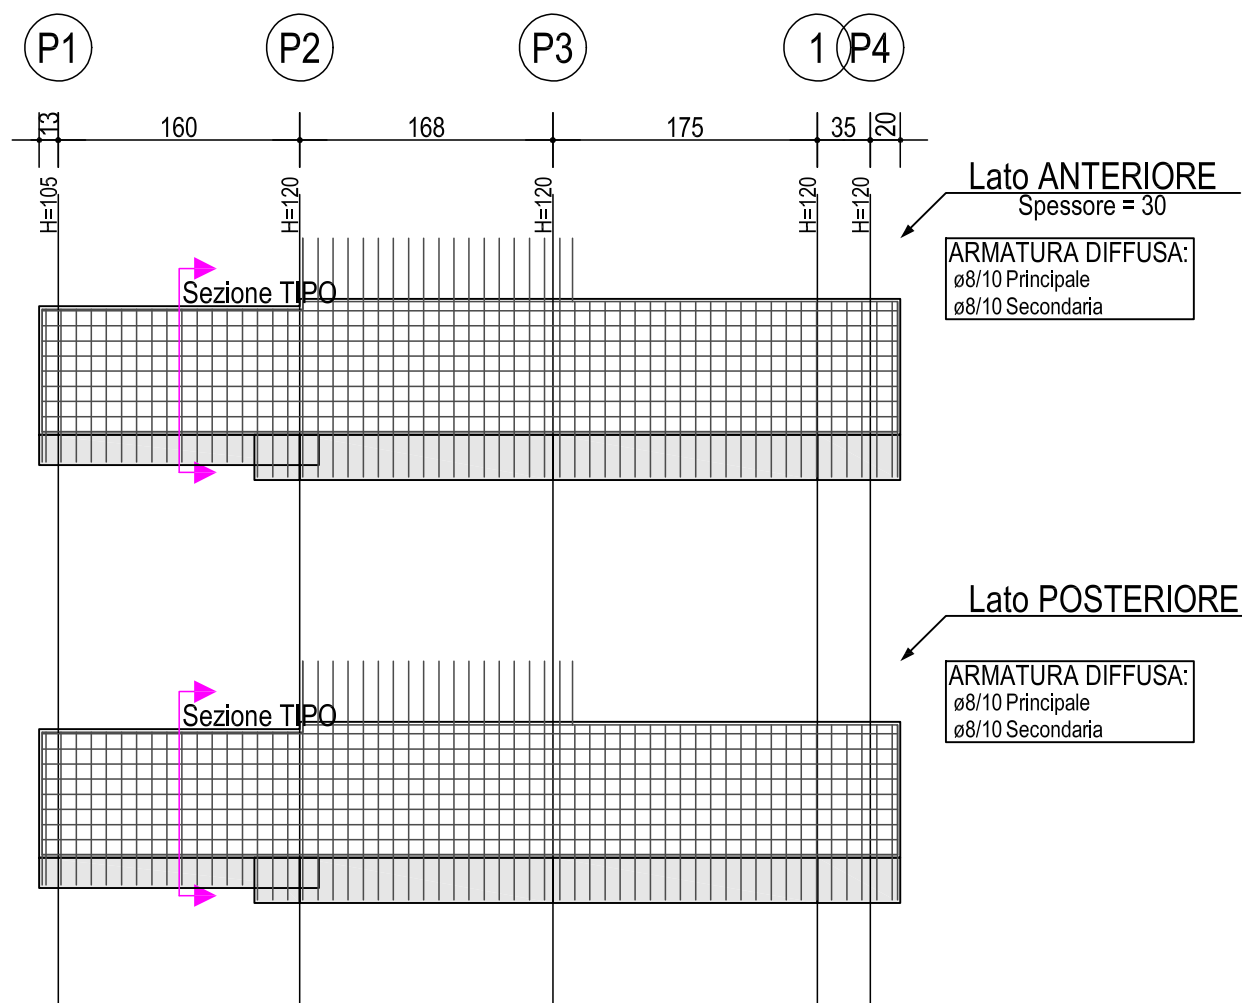 P1 P2 P3 1 P4
13 160 168 175 35 20
H=105 H=120 H=120 H=120 H=120
Lato ANTERIORE
Spessore = 30
ARMATURA DIFFUSA:
ø8/10 Principale
ø8/10 Secondaria
Sezione TIPO
Lato POSTERIORE
ARMATURA DIFFUSA:
ø8/10 Principale
ø8/10 Secondaria
Sezione TIPO